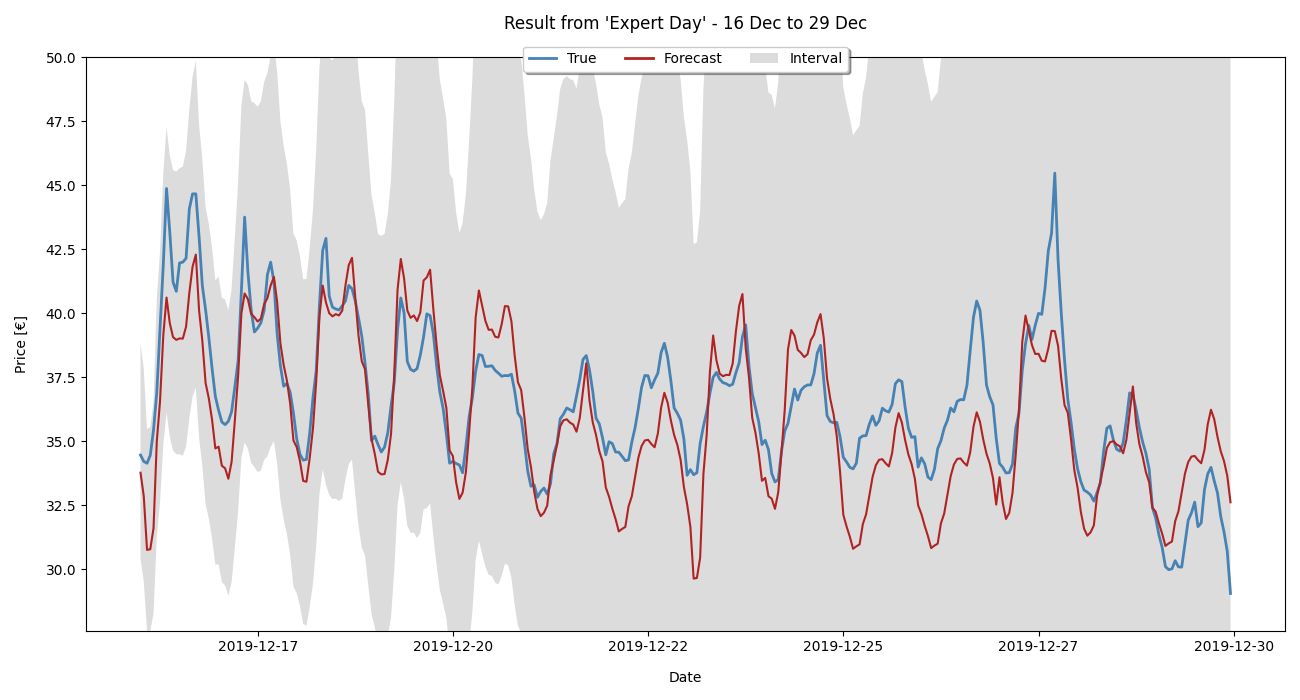 Result from 'Expert Day' - 16 Dec to 29 Dec
True Forecast Interval
50.0
47.5
45.0
42.5
40.0
37.5
35.0
32.5
30.0
Price [€]
2019-12-17 2019-12-20 2019-12-22 2019-12-25 2019-12-27 2019-12-30
Date